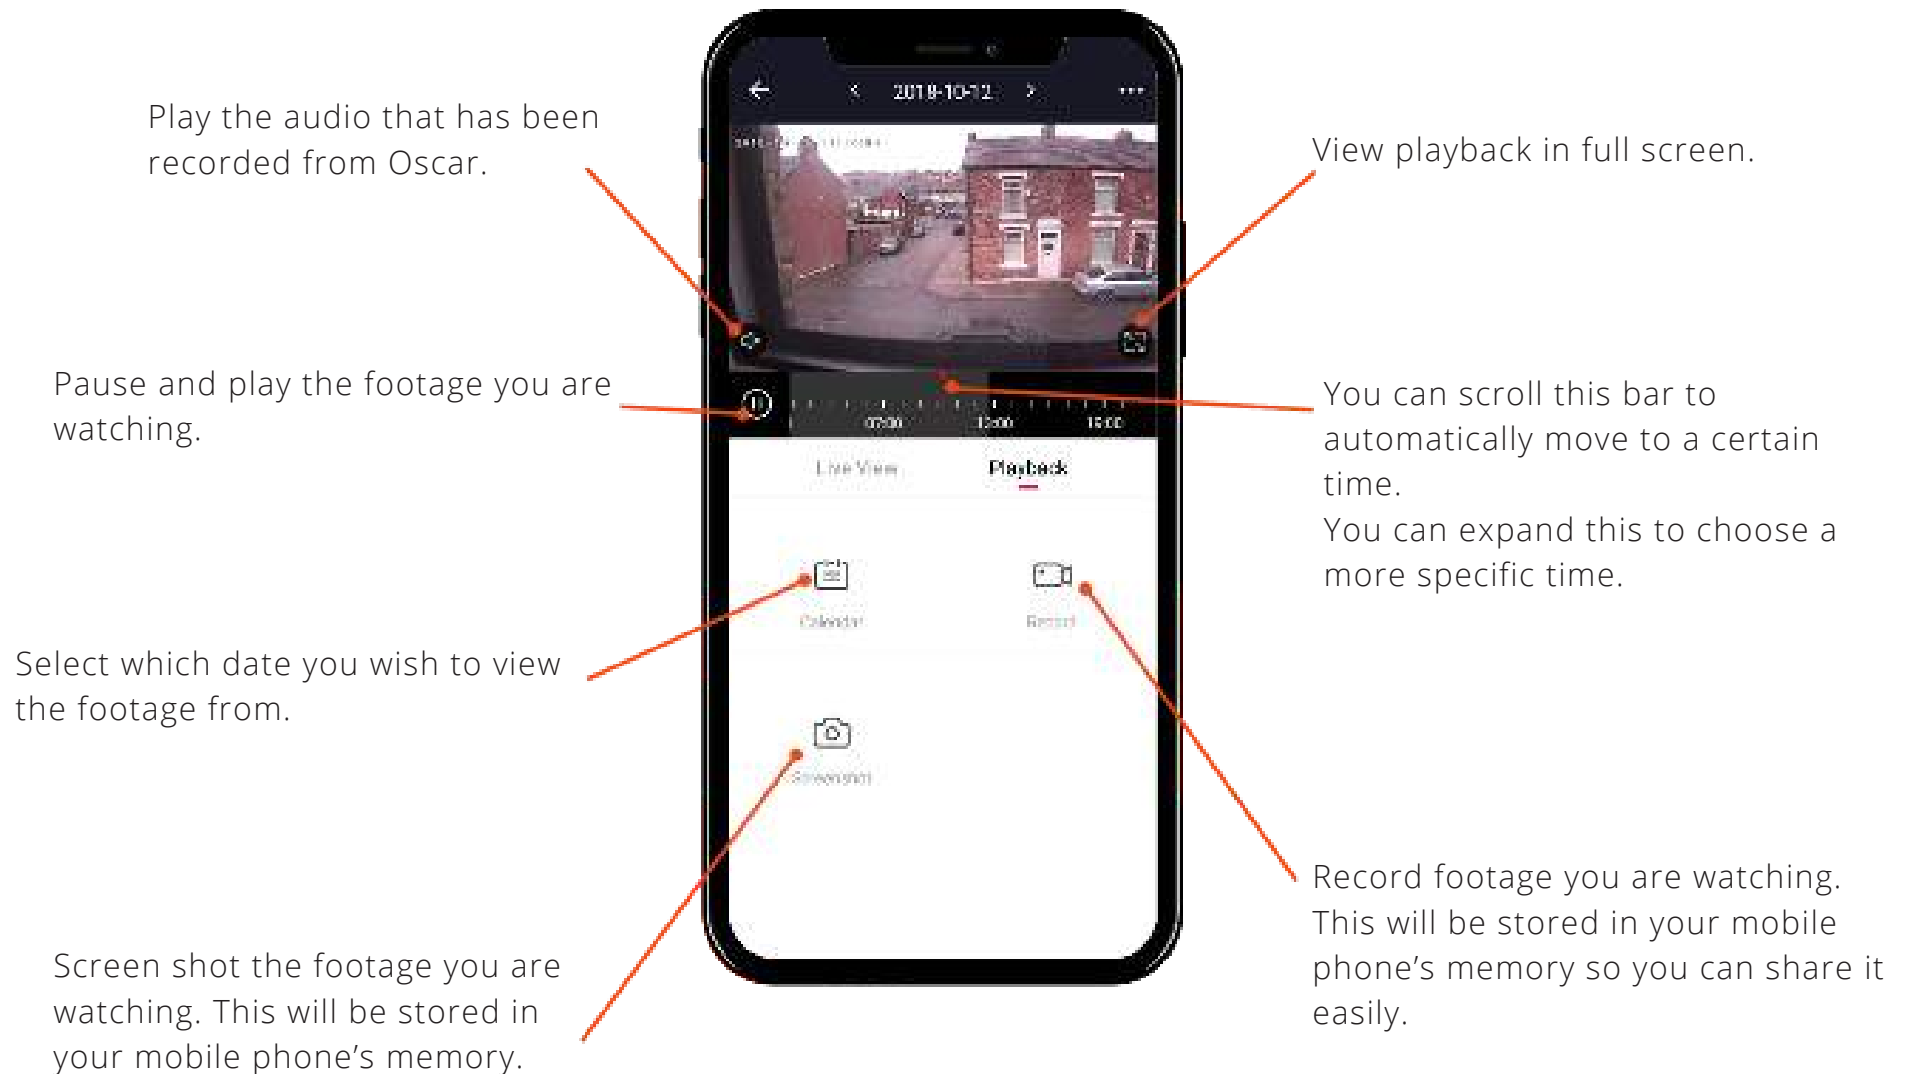 2018-10-12
Play the audio that has been
recorded from Oscar.
View playback in full screen.
Pause and play the footage you are
watching.
07:00
19:00
You can scroll this bar to
automatically move to a certain
time.
You can expand this to choose a
more specific time.
Live View
Playback
Calendar
Record
Select which date you wish to view
the footage from.
Screenshot
Record footage you are watching.
This will be stored in your mobile
phone’s memory so you can share it
easily.
Screen shot the footage you are
watching. This will be stored in
your mobile phone’s memory.